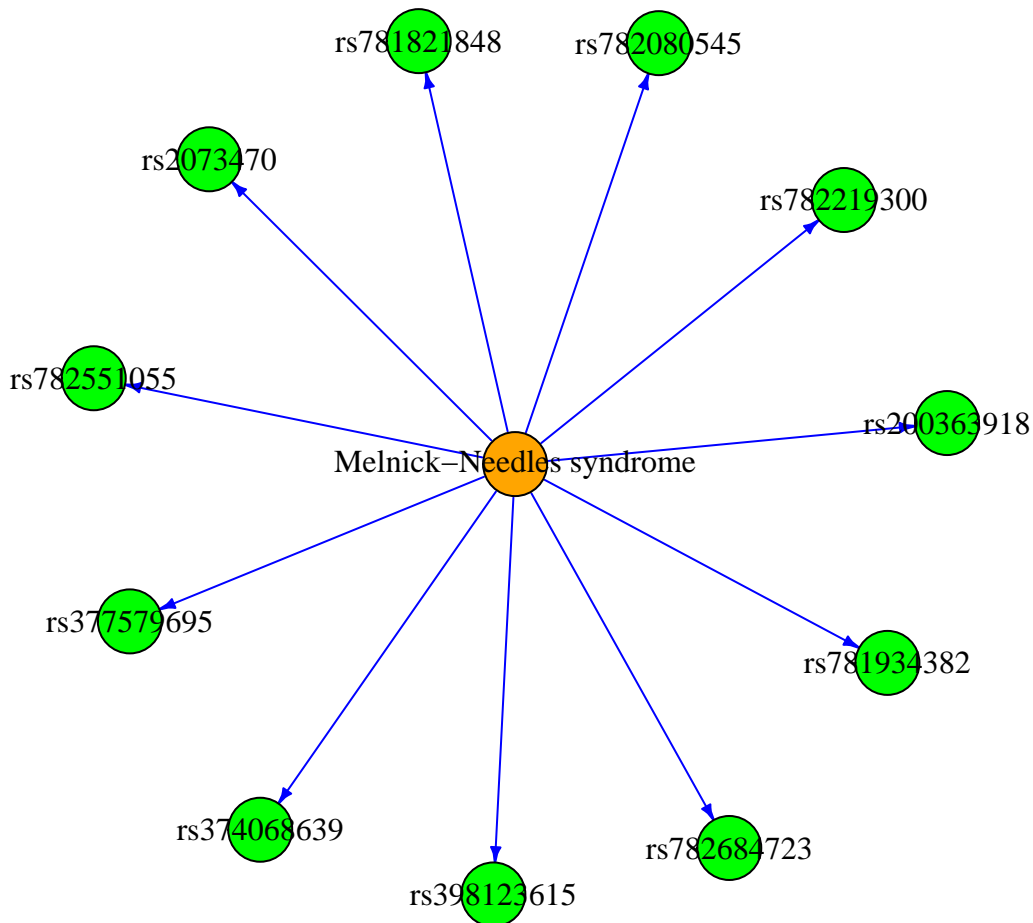 rs781821848
rs782080545
rs2073470
rs782219300
rs782551055
rs200363918
Melnick−Needles syndrome
rs377579695
rs781934382
rs374068639
rs782684723
rs398123615